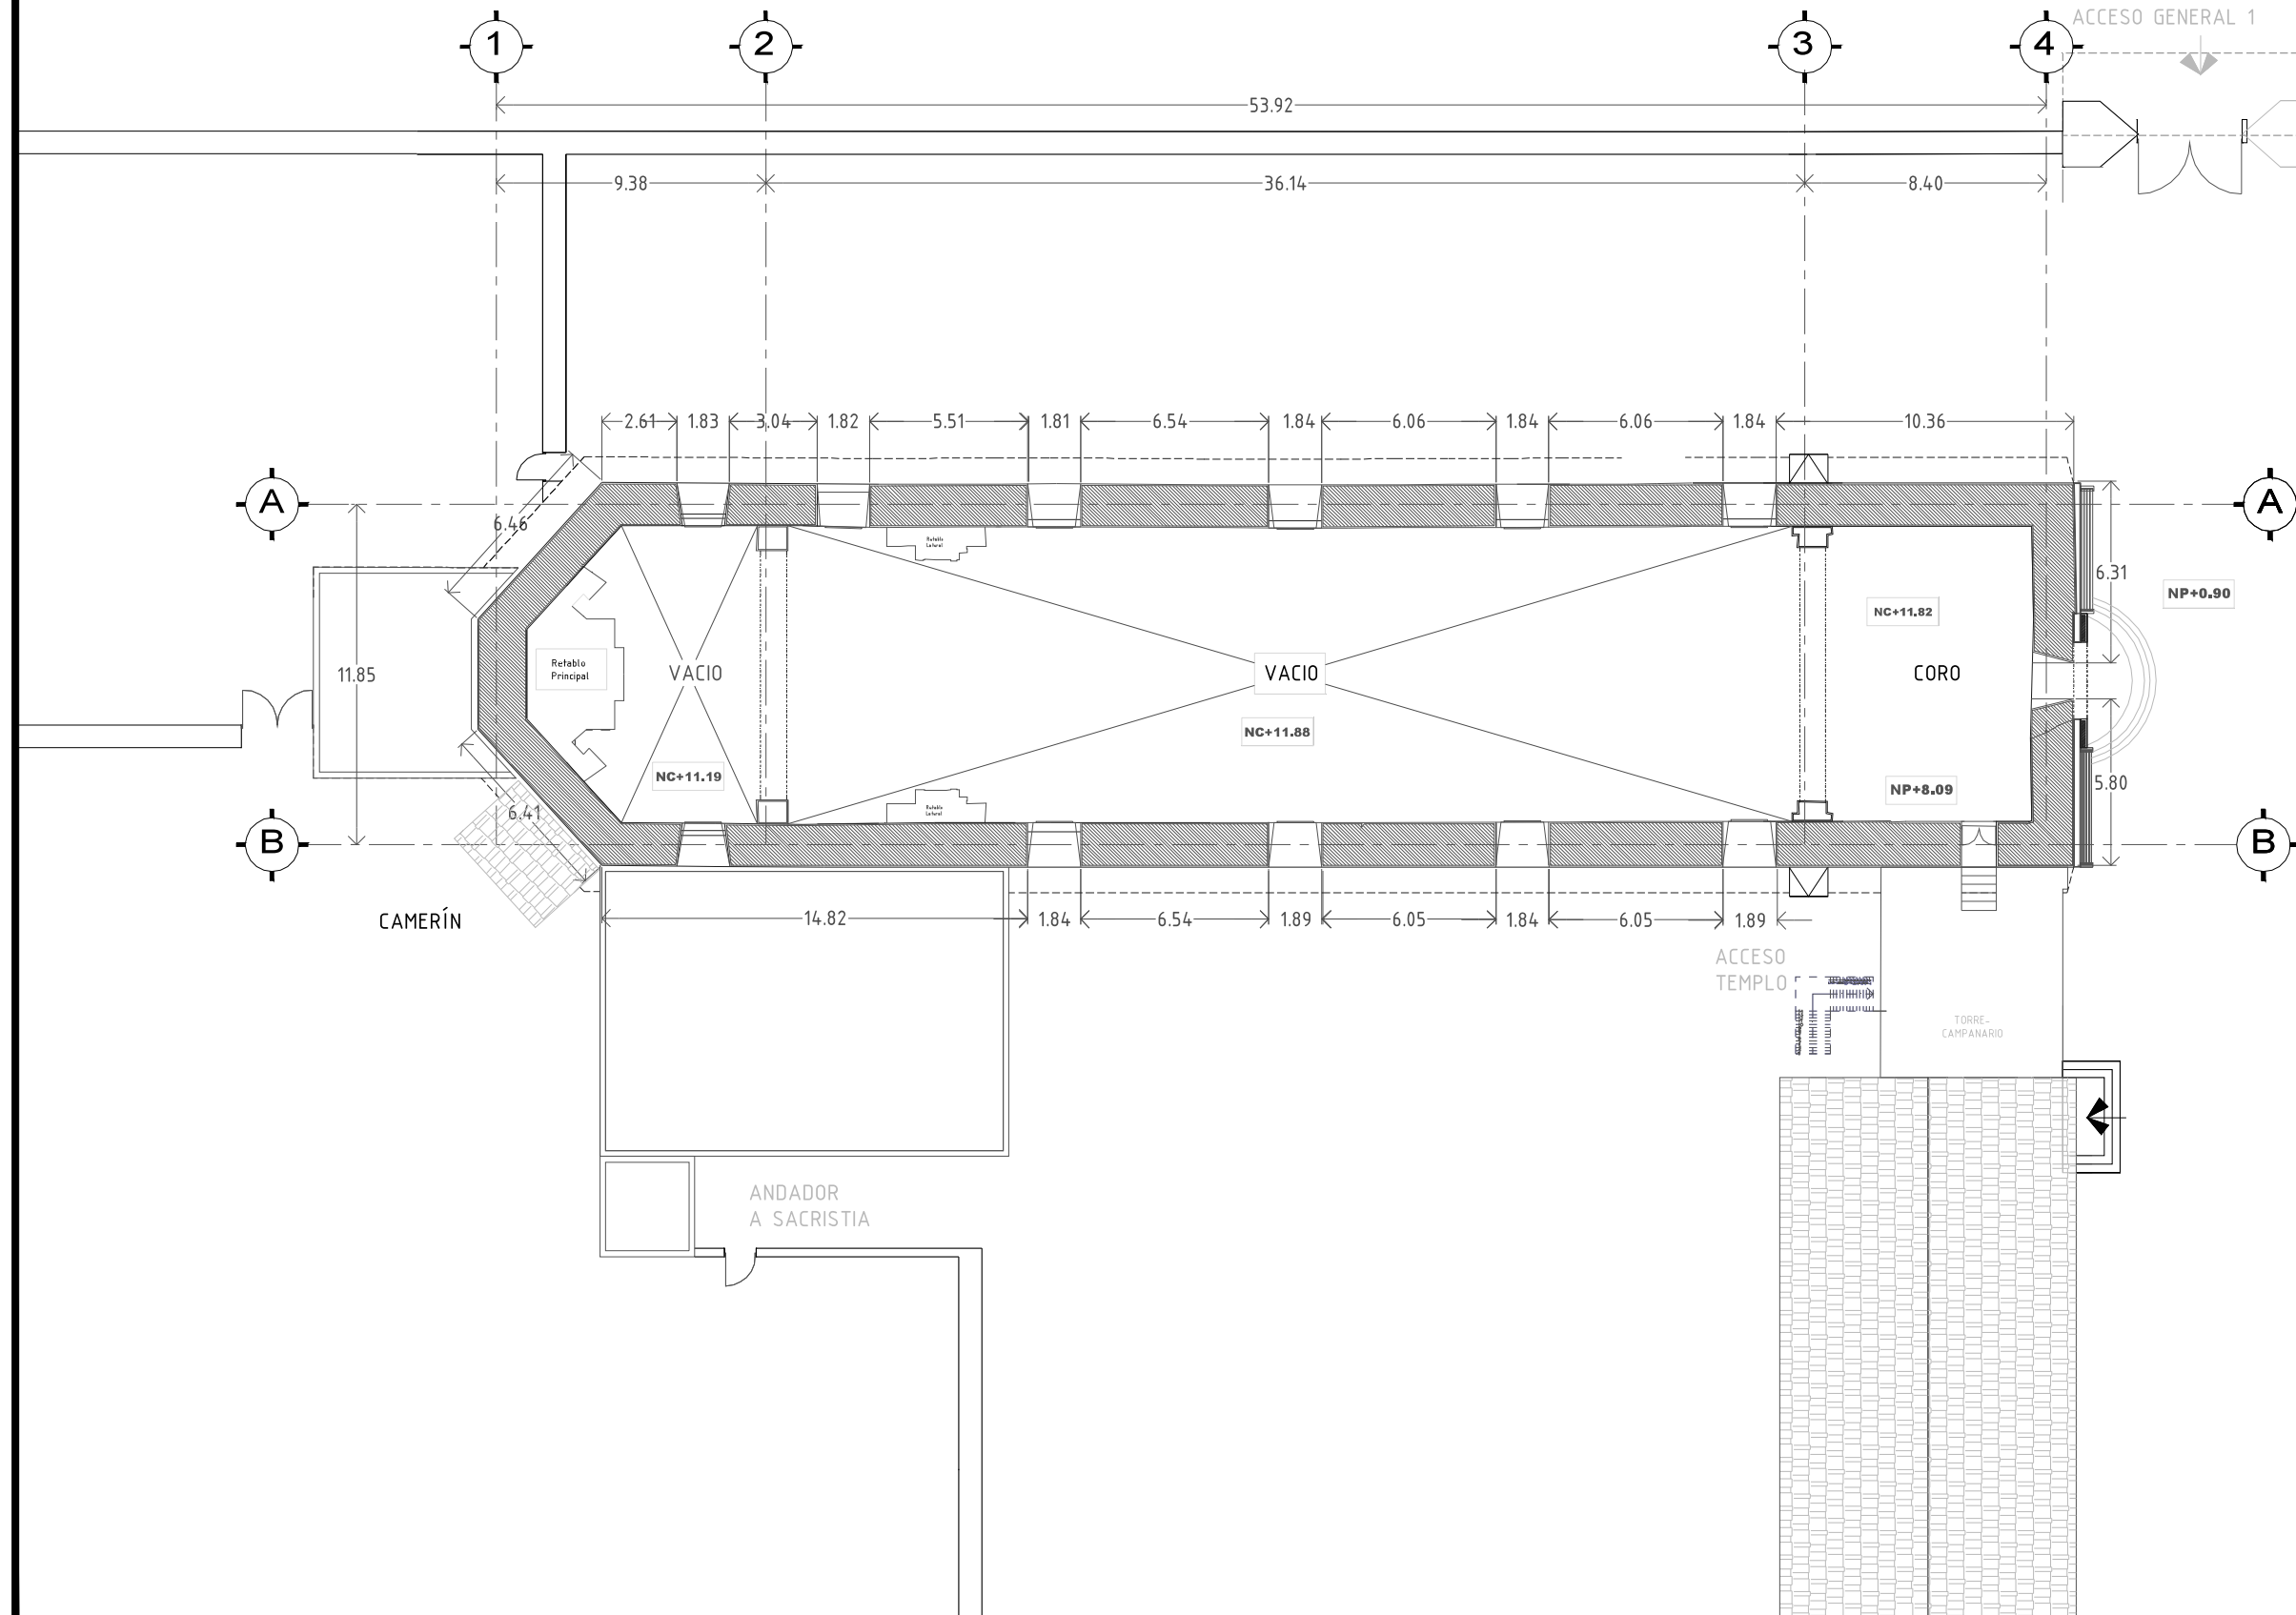 ACCESO GENERAL 1
1
2
3
4
53.92
9.38
36.14
8.40
2.61
1.83
3.04
1.82
5.51
1.81
6.54
1.84
6.06
1.84
6.06
1.84
10.36
A
A
6.46
Retablo
Lateral
6.31
NP+0.90
NC+11.82
11.85
Retablo
Principal
VACIO
VACIO
CORO
NC+11.88
NC+11.19
NP+8.09
5.80
Retablo
Lateral
6.41
B
B
CAMERÍN
14.82
1.84
6.54
1.89
6.05
1.84
6.05
1.89
ACCESO
TEMPLO
TORRE-
CAMPANARIO
ANDADOR
A SACRISTIA